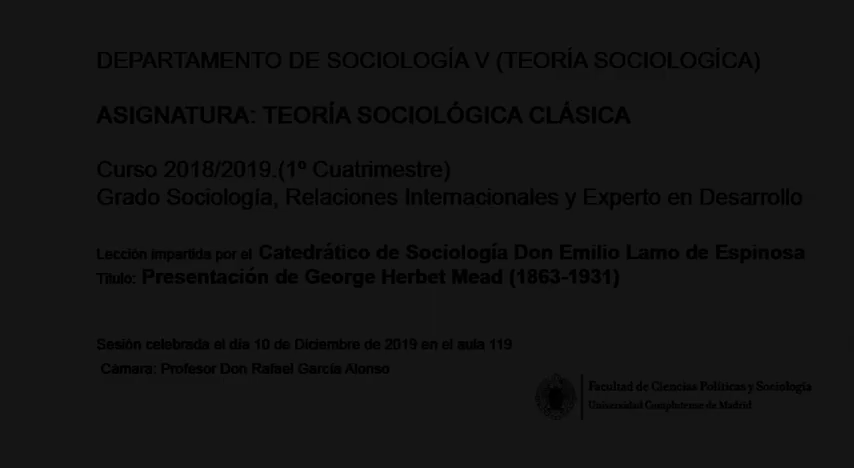 DEPARTAMENTO DE SOCIOLOGÍA V (TEORÍA SOCIOLOGÍCA)
ASIGNATURA: TEORÍA SOCIOLÓGICA CLÁSICA
Curso 2018/2019.(1º Cuatrimestre)
Grado Sociología, Relaciones Internacionales y Experto en Desarrollo
Lección impartida por el Catedrático de Sociología Don Emilio Lamo de Espinosa
Título: Presentación de George Herbet Mead (1863-1931)
Sesión celebrada el día 10 de Diciembre de 2019 en el aula 119
Cámara: Profesor Don Rafael García Alonso
Facultad de Ciencias Políticas y Sociología
Universidad Complutense de Madrid